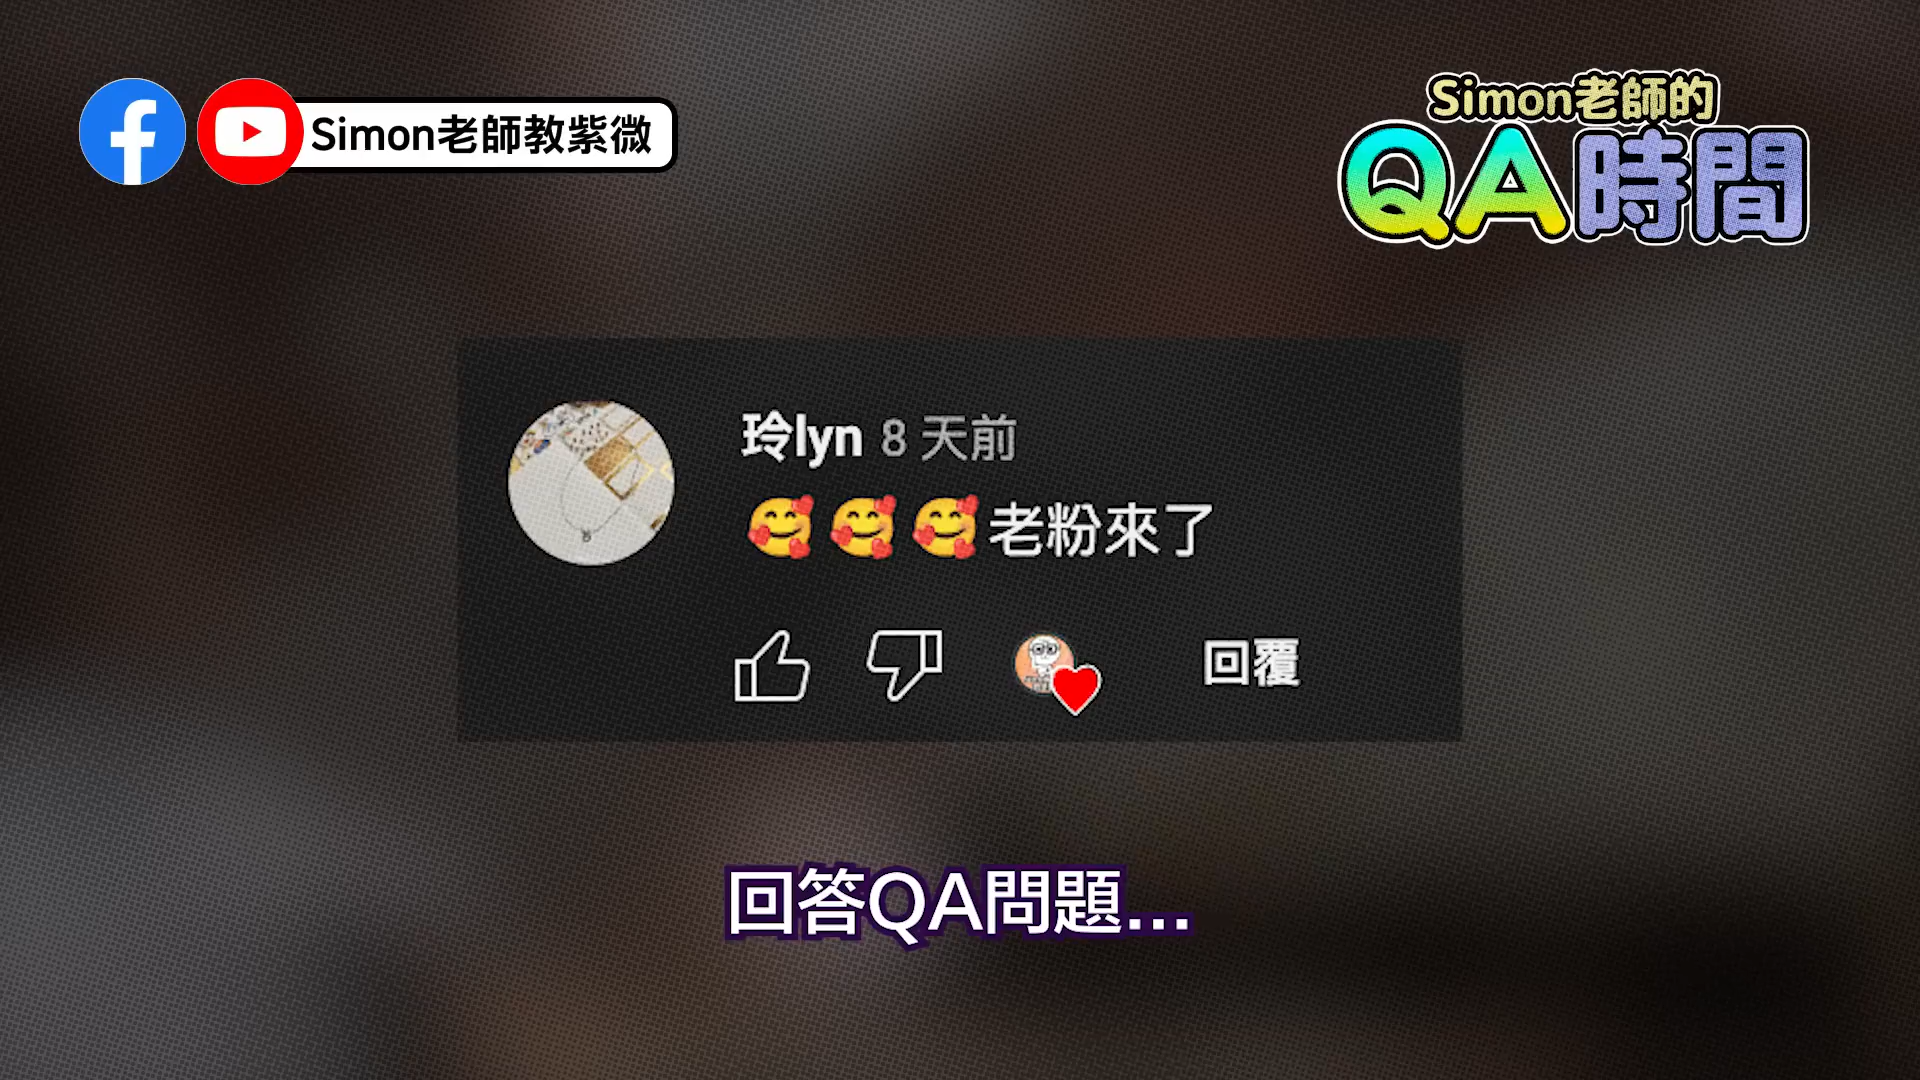 Simon老師教紫微
Simon老師的
QA時間
玲lyn 8 天前
🥰🥰🥰老粉來了
回覆
回答QA問題...